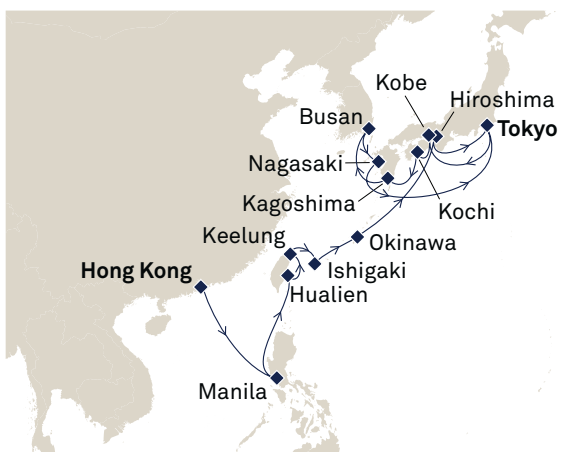 Kobe
Hiroshima
Busan
Tokyo
Nagasaki
Kagoshima
Kochi
Keelung
Okinawa
Hong Kong
Ishigaki
Hualien
Manila